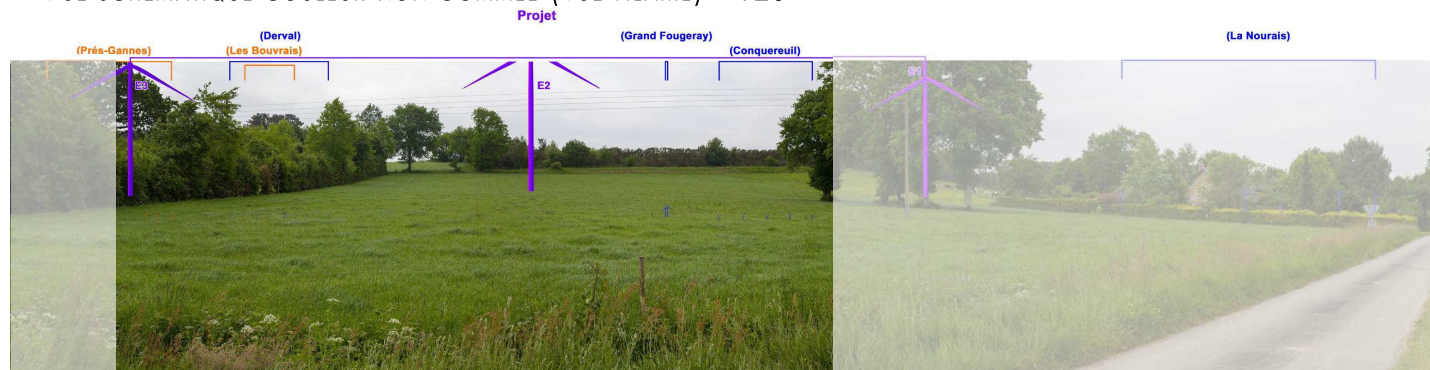 Projet
(Derval)
(Grand Fougeray)
(La Nourais)
(Prés-Gannes)
(Les Bouvrais)
(Conquereuil)
E3
E2
E1